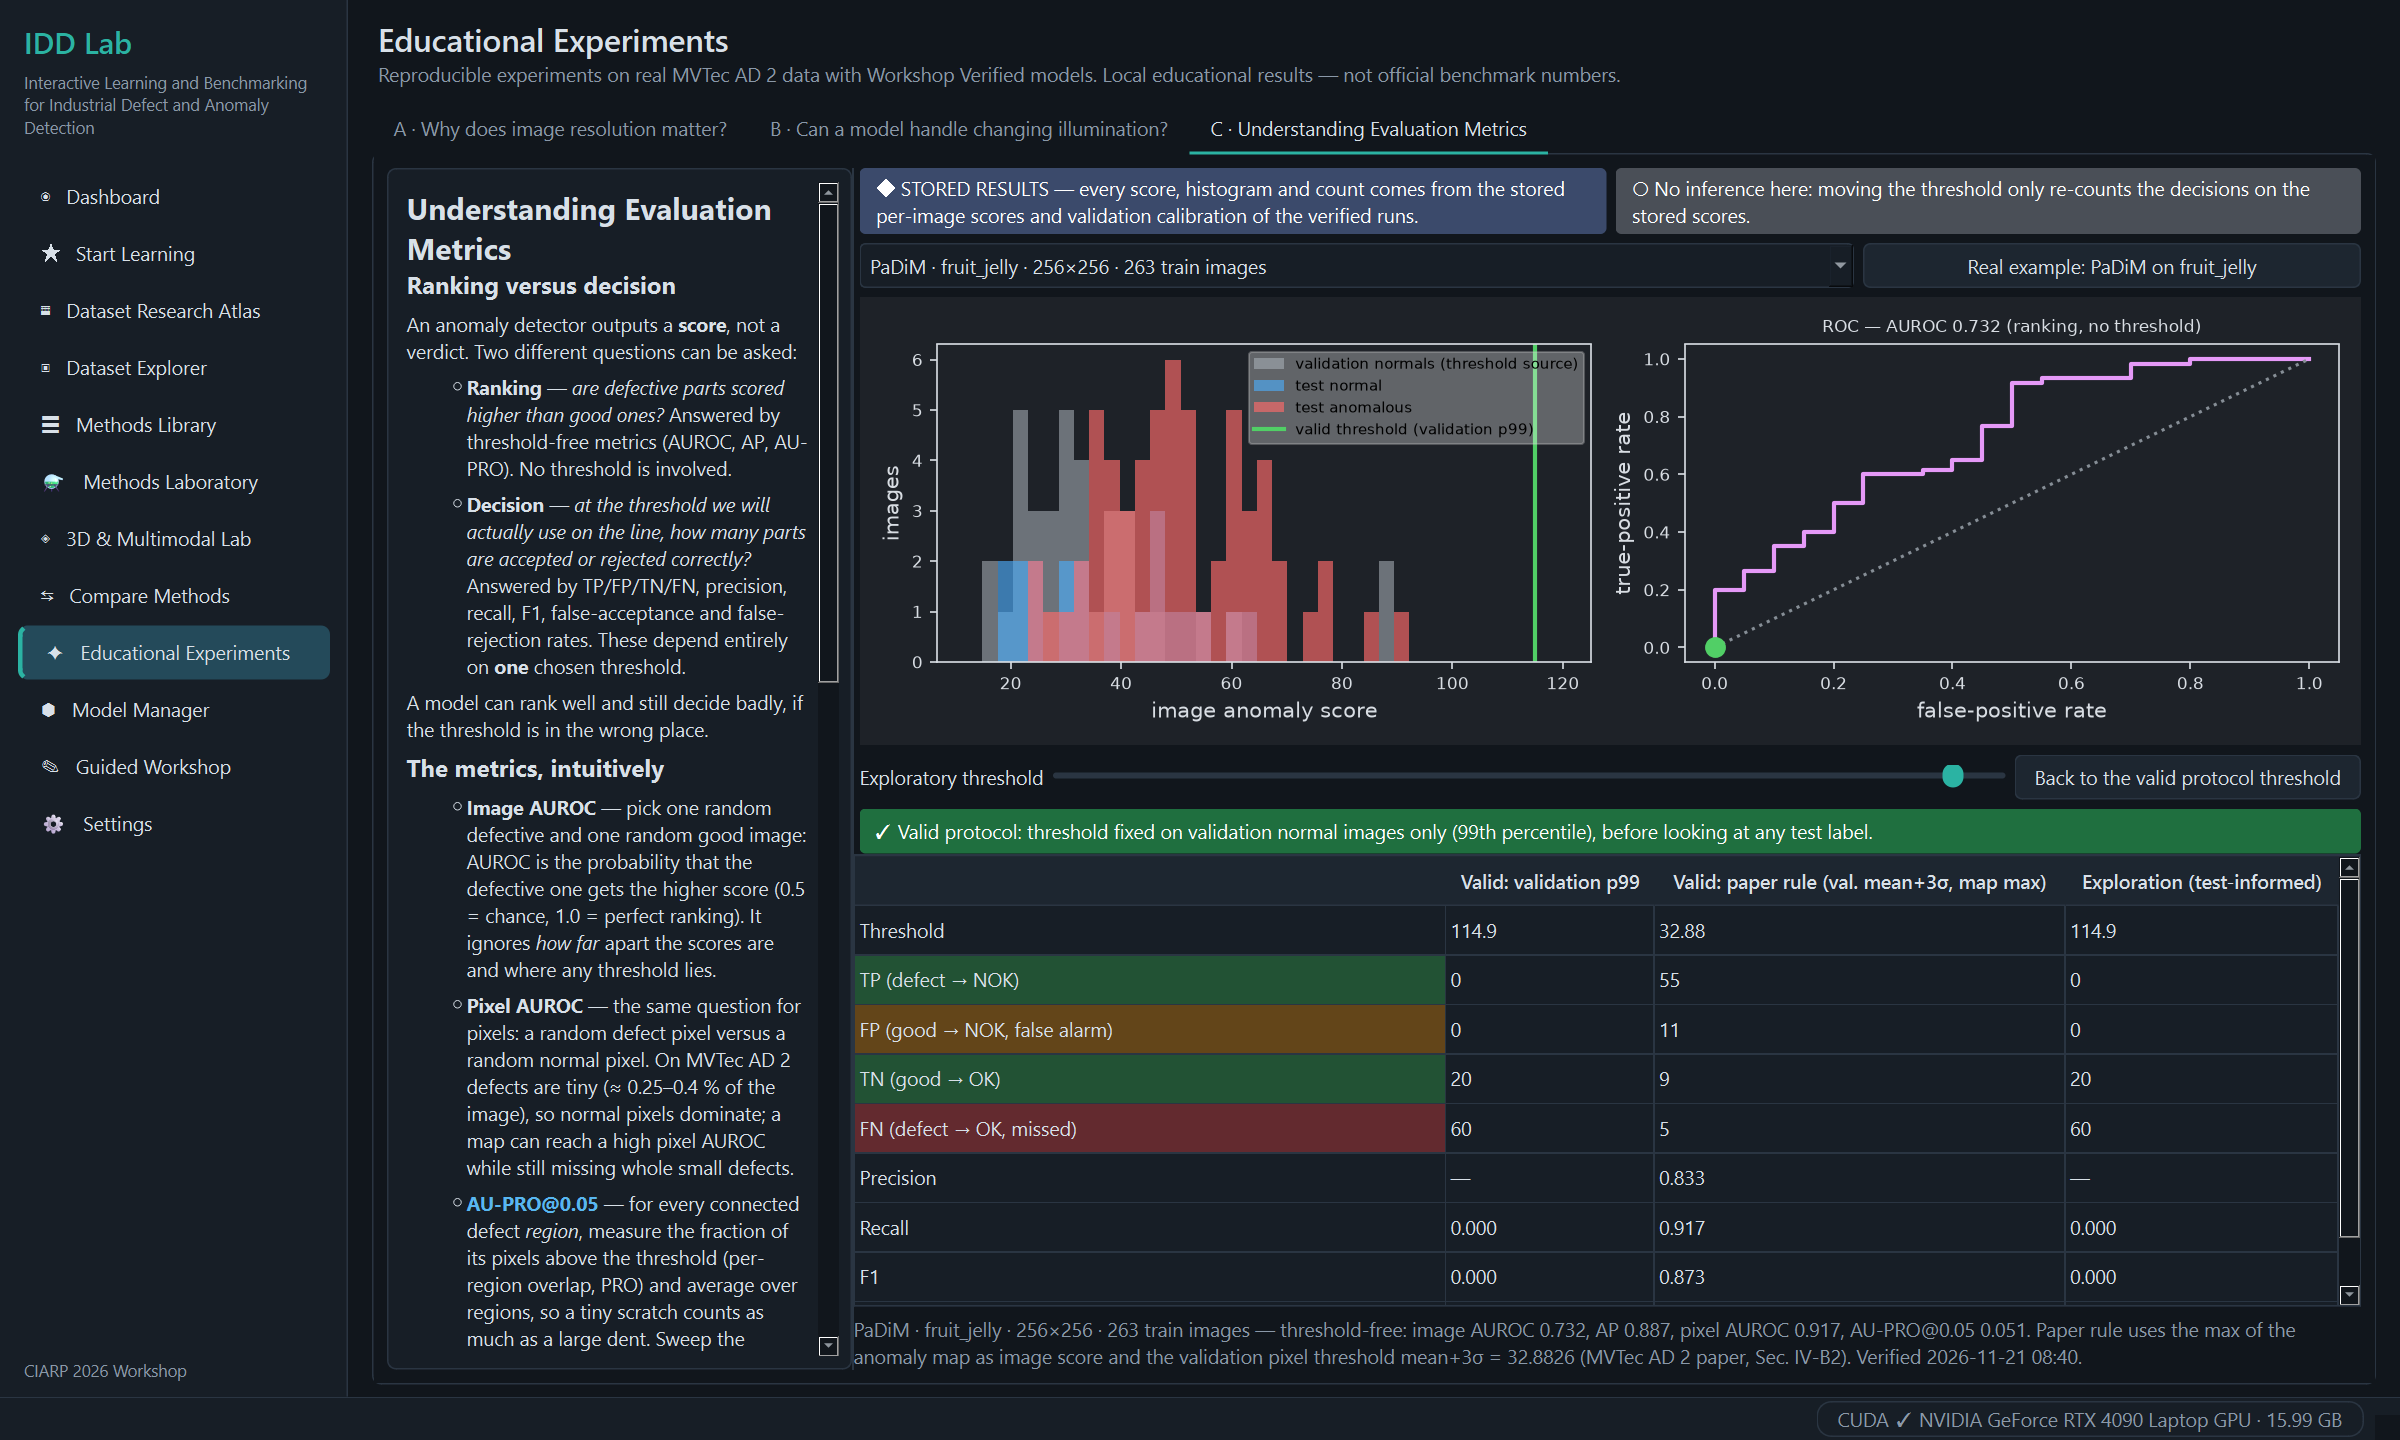 IDD Lab
Interactive Learning and Benchmarking
for Industrial Defect and Anomaly
Detection
Dashboard
Start Learning
Dataset Research Atlas
Dataset Explorer
Methods Library
Methods Laboratory
3D & Multimodal Lab
Compare Methods
Educational Experiments
Model Manager
Guided Workshop
Settings
CIARP 2026 Workshop
Educational Experiments
Reproducible experiments on real MVTec AD 2 data with Workshop Verified models. Local educational results — not official benchmark numbers.
A · Why does image resolution matter?
B · Can a model handle changing illumination?
C · Understanding Evaluation Metrics
Understanding Evaluation
Metrics
Ranking versus decision
An anomaly detector outputs a score, not a
verdict. Two different questions can be asked:
Ranking — are defective parts scored
higher than good ones? Answered by
threshold-free metrics (AUROC, AP, AU-
PRO). No threshold is involved.
Decision — at the threshold we will
actually use on the line, how many parts
are accepted or rejected correctly?
Answered by TP/FP/TN/FN, precision,
recall, F1, false-acceptance and false-
rejection rates. These depend entirely
on one chosen threshold.
A model can rank well and still decide badly, if
the threshold is in the wrong place.
The metrics, intuitively
Image AUROC — pick one random
defective and one random good image:
AUROC is the probability that the
defective one gets the higher score (0.5
= chance, 1.0 = perfect ranking). It
ignores how far apart the scores are
and where any threshold lies.
Pixel AUROC — the same question for
pixels: a random defect pixel versus a
random normal pixel. On MVTec AD 2
defects are tiny (≈ 0.25–0.4 % of the
image), so normal pixels dominate; a
map can reach a high pixel AUROC
while still missing whole small defects.
AU-PRO@0.05 — for every connected
defect region, measure the fraction of
its pixels above the threshold (per-
region overlap, PRO) and average over
regions, so a tiny scratch counts as
much as a large dent. Sweep the
◆ STORED RESULTS — every score, histogram and count comes from the stored
per-image scores and validation calibration of the verified runs.
○ No inference here: moving the threshold only re-counts the decisions on the
stored scores.
PaDiM · fruit_jelly · 256×256 · 263 train images
Real example: PaDiM on fruit_jelly
images
6
5
4
3
2
1
0
validation normals (threshold source)
test normal
test anomalous
valid threshold (validation p99)
20 40 60 80 100 120
image anomaly score
ROC — AUROC 0.732 (ranking, no threshold)
true-positive rate
1.0
0.8
0.6
0.4
0.2
0.0
0.0 0.2 0.4 0.6 0.8 1.0
false-positive rate
Exploratory threshold
Back to the valid protocol threshold
✓ Valid protocol: threshold fixed on validation normal images only (99th percentile), before looking at any test label.
Valid: validation p99 Valid: paper rule (val. mean+3σ, map max) Exploration (test-informed)
Threshold 114.9 32.88 114.9
TP (defect → NOK) 0 55 0
FP (good → NOK, false alarm) 0 11 0
TN (good → OK) 20 9 20
FN (defect → OK, missed) 60 5 60
Precision — 0.833 —
Recall 0.000 0.917 0.000
F1 0.000 0.873 0.000
PaDiM · fruit_jelly · 256×256 · 263 train images — threshold-free: image AUROC 0.732, AP 0.887, pixel AUROC 0.917, AU-PRO@0.05 0.051. Paper rule uses the max of the
anomaly map as image score and the validation pixel threshold mean+3σ = 32.8826 (MVTec AD 2 paper, Sec. IV-B2). Verified 2026-11-21 08:40.
CUDA ✓ NVIDIA GeForce RTX 4090 Laptop GPU · 15.99 GB